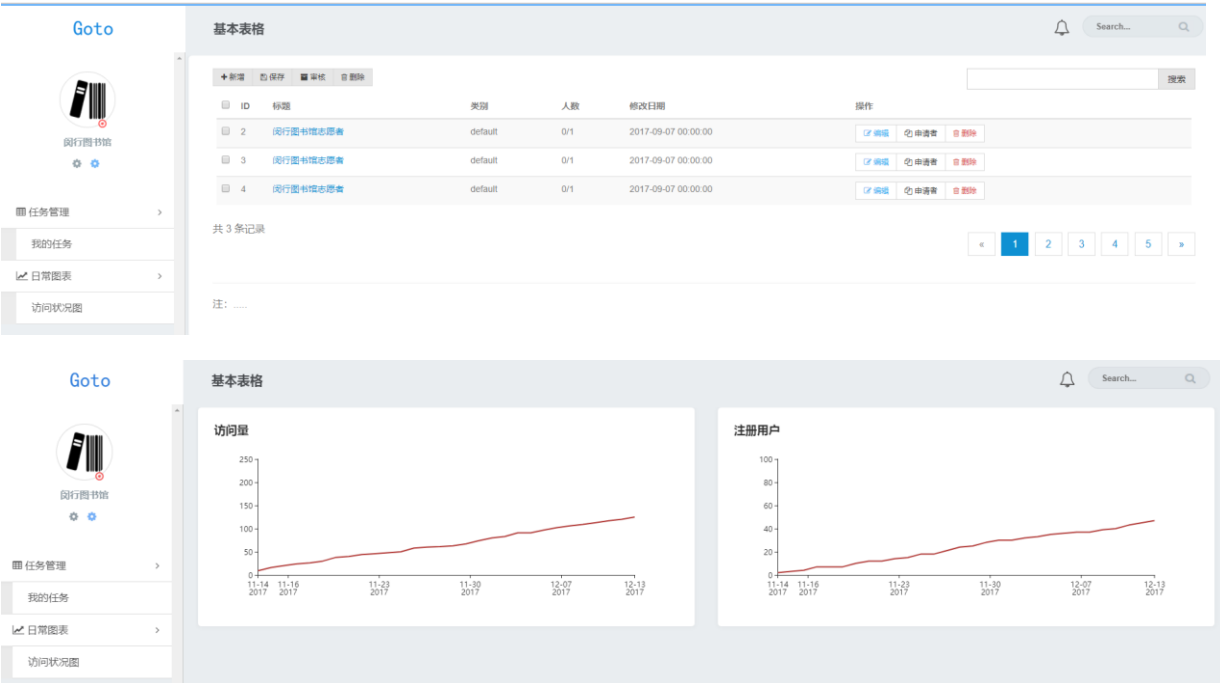 Goto
基本表格
Search...
闵行图书馆
任务管理
我的任务
日常图表
访问状况图
+新增 保存 审核 删除
搜索
ID 标题 类别 人数 修改日期 操作
2 闵行图书馆志愿者 default 0/1 2017-09-07 00:00:00 编辑 申请者 删除
3 闵行图书馆志愿者 default 0/1 2017-09-07 00:00:00 编辑 申请者 删除
4 闵行图书馆志愿者 default 0/1 2017-09-07 00:00:00 编辑 申请者 删除
共 3 条记录
« 1 2 3 4 5 »
注：.....
Goto
基本表格
Search...
闵行图书馆
任务管理
我的任务
日常图表
访问状况图
访问量
250
200
150
100
50
0
11-14 11-16 11-23 11-30 12-07 12-13
2017 2017 2017 2017 2017 2017
注册用户
100
80
60
40
20
0
11-14 11-16 11-23 11-30 12-07 12-13
2017 2017 2017 2017 2017 2017